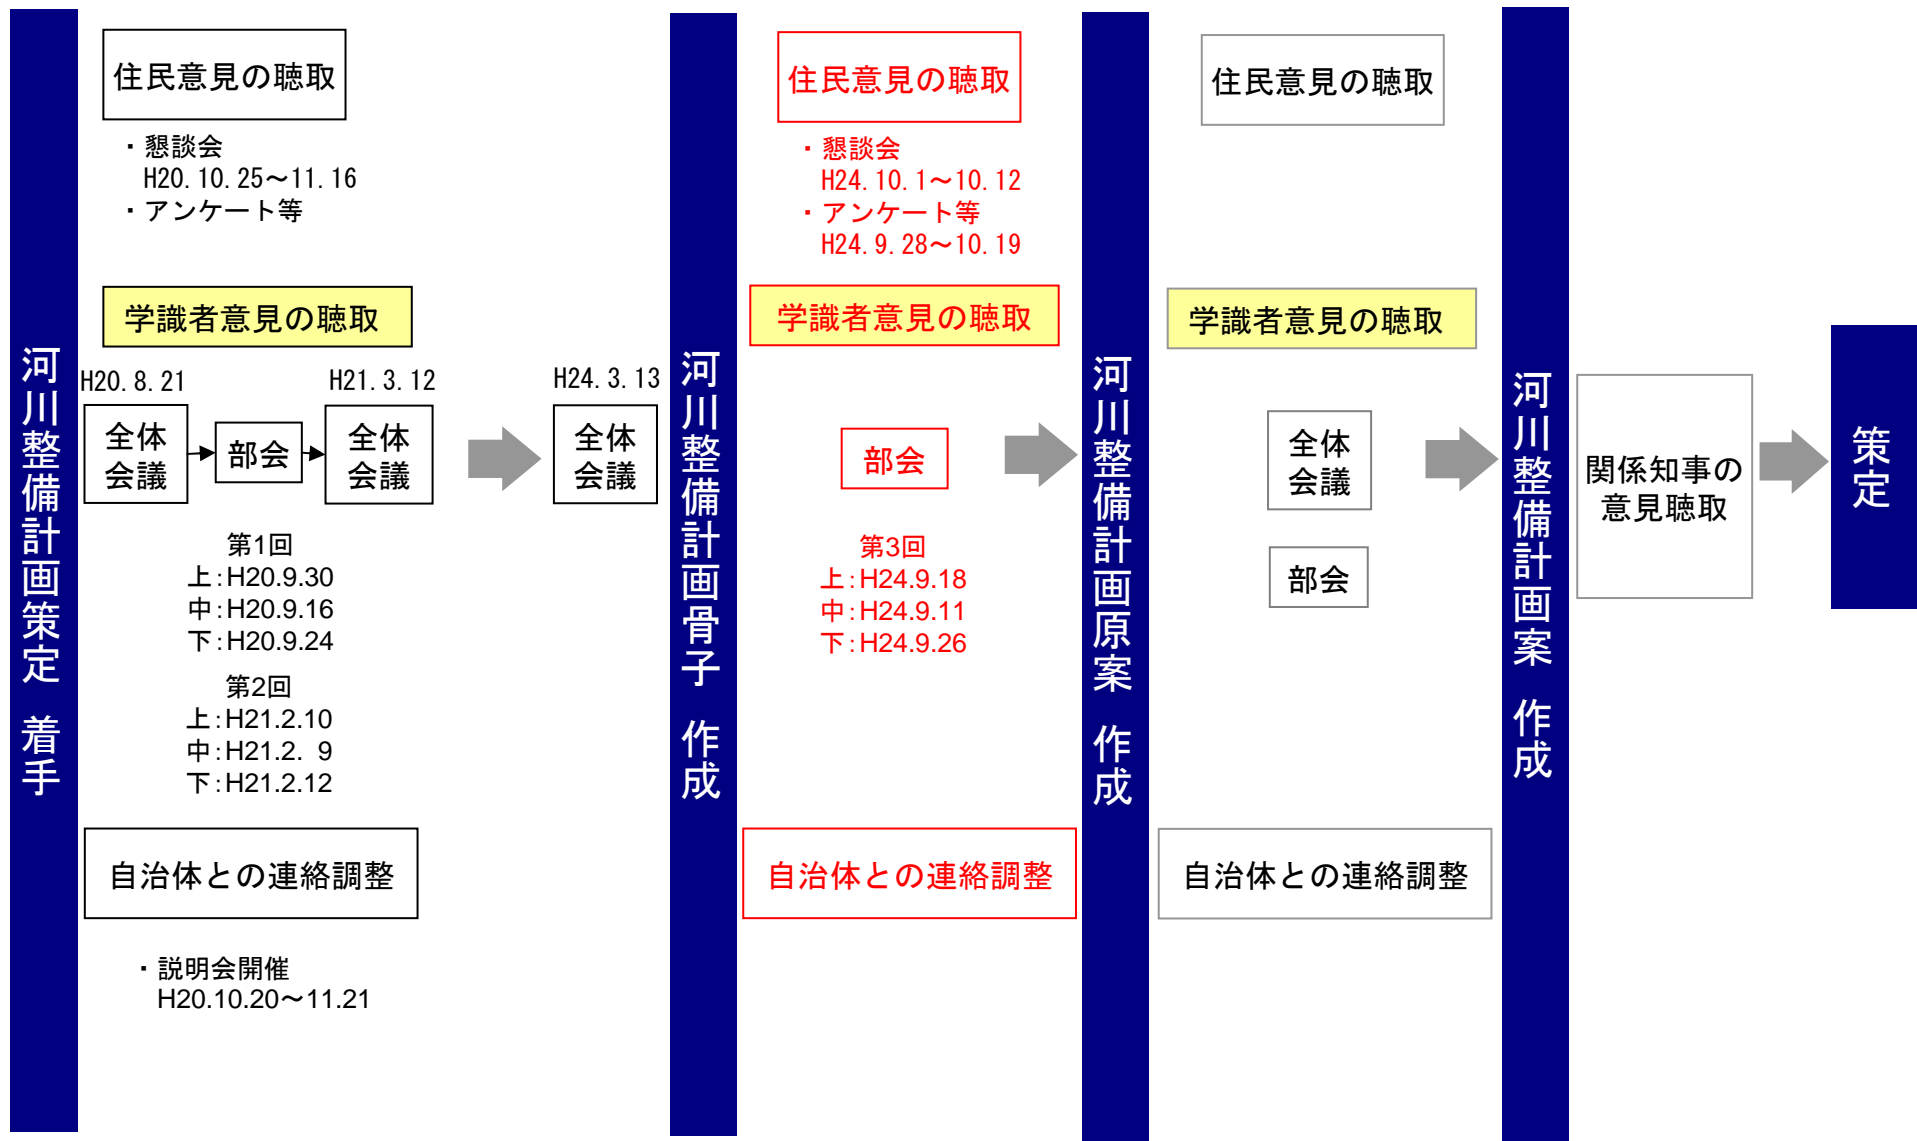 河川整備計画策定 着手
住民意見の聴取
・懇談会
H20.10.25～11.16
・アンケート等
学識者意見の聴取
H20.8.21
H21.3.12
H24.3.13
全体
会議
部会
全体
会議
全体
会議
第1回
上:H20.9.30
中:H20.9.16
下:H20.9.24
第2回
上:H21.2.10
中:H21.2. 9
下:H21.2.12
自治体との連絡調整
・説明会開催
H20.10.20～11.21
河川整備計画骨子 作成
住民意見の聴取
・懇談会
H24.10.1～10.12
・アンケート等
H24.9.28～10.19
学識者意見の聴取
部会
第3回
上:H24.9.18
中:H24.9.11
下:H24.9.26
自治体との連絡調整
河川整備計画原案 作成
住民意見の聴取
学識者意見の聴取
全体
会議
部会
自治体との連絡調整
河川整備計画案 作成
関係知事の
意見聴取
策定